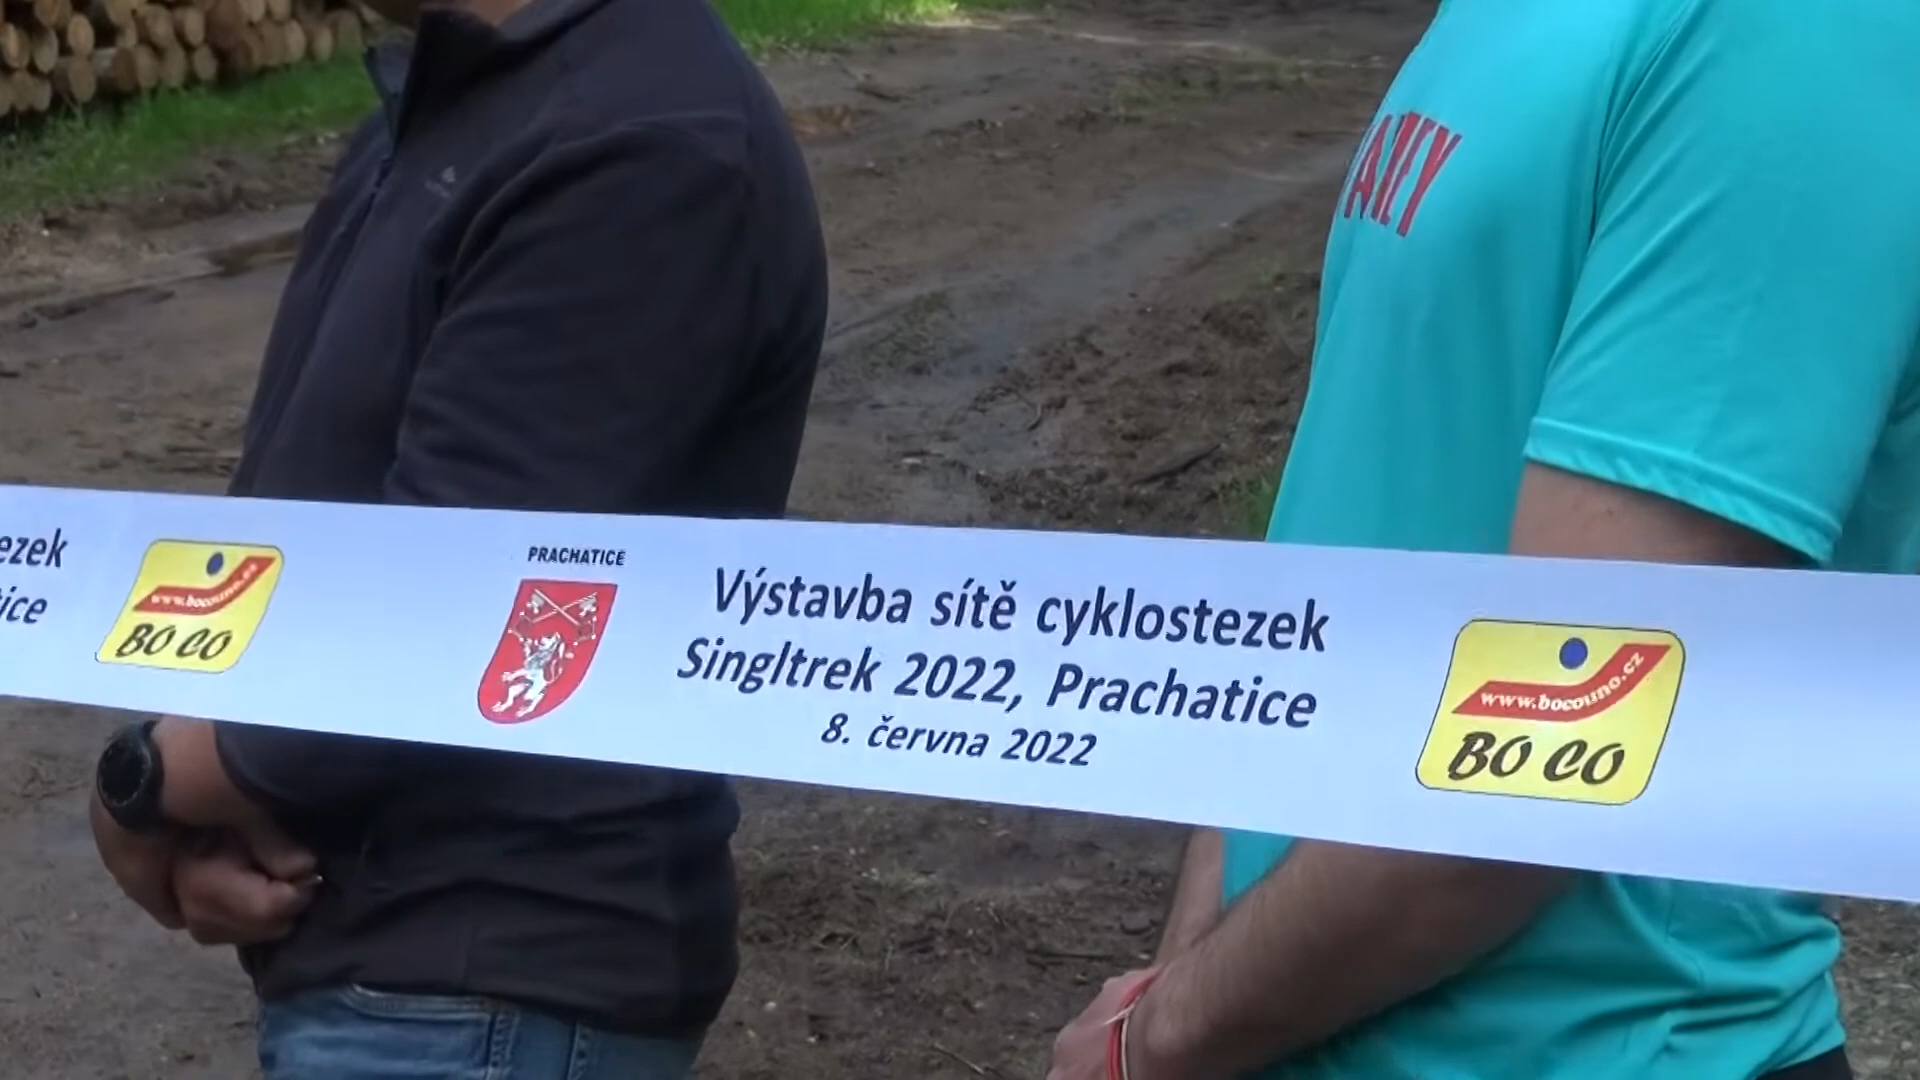 ezek
ice
www.bocouno.cz
BO CO
PRACHATICE
Výstavba sítě cyklostezek
Singltrek 2022, Prachatice
8. června 2022
www.bocouno.cz
BO CO